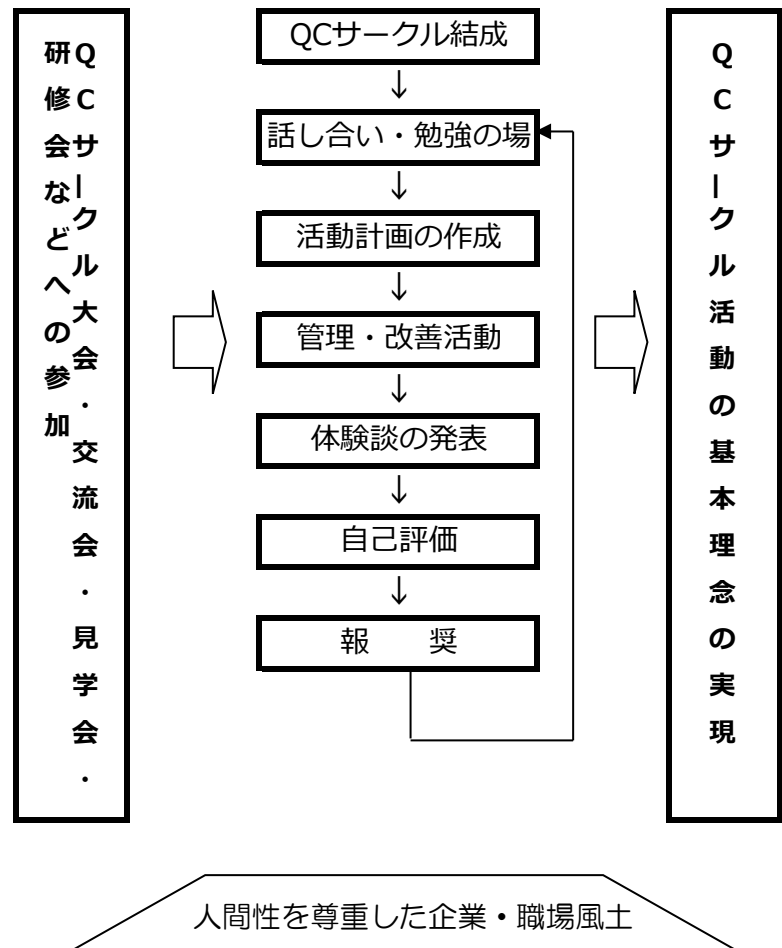 QCサークル大会・交流会・見学会・
研修会などへの参加
QCサークル結成
↓
話し合い・勉強の場
↓
活動計画の作成
↓
管理・改善活動
↓
体験談の発表
↓
自己評価
↓
報　　奨
QCサークル活動の基本理念の実現
人間性を尊重した企業・職場風土